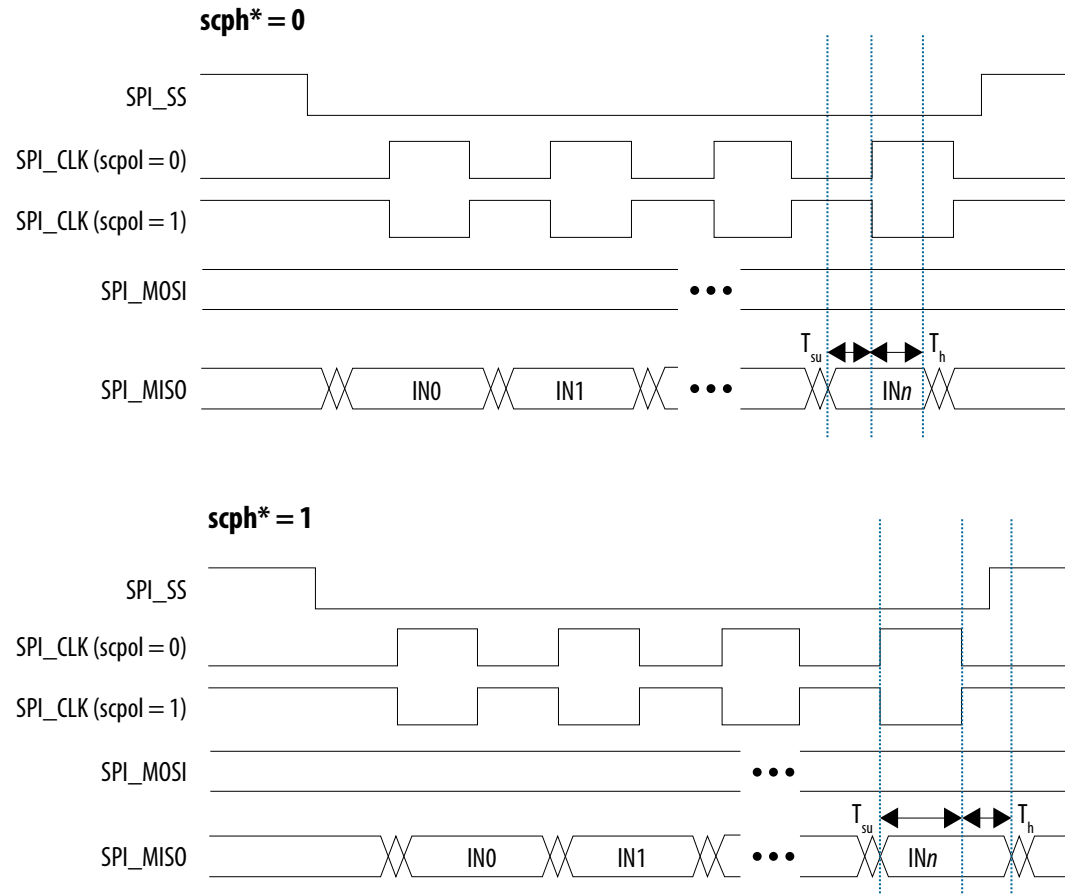 scph* = 0
SPI_SS
SPI_CLK (scpol = 0)
SPI_CLK (scpol = 1)
SPI_MOSI
•••
Tsu
Th
SPI_MISO
IN0
IN1
•••
INn
scph* = 1
SPI_SS
SPI_CLK (scpol = 0)
SPI_CLK (scpol = 1)
SPI_MOSI
•••
Tsu
Th
SPI_MISO
IN0
IN1
•••
INn